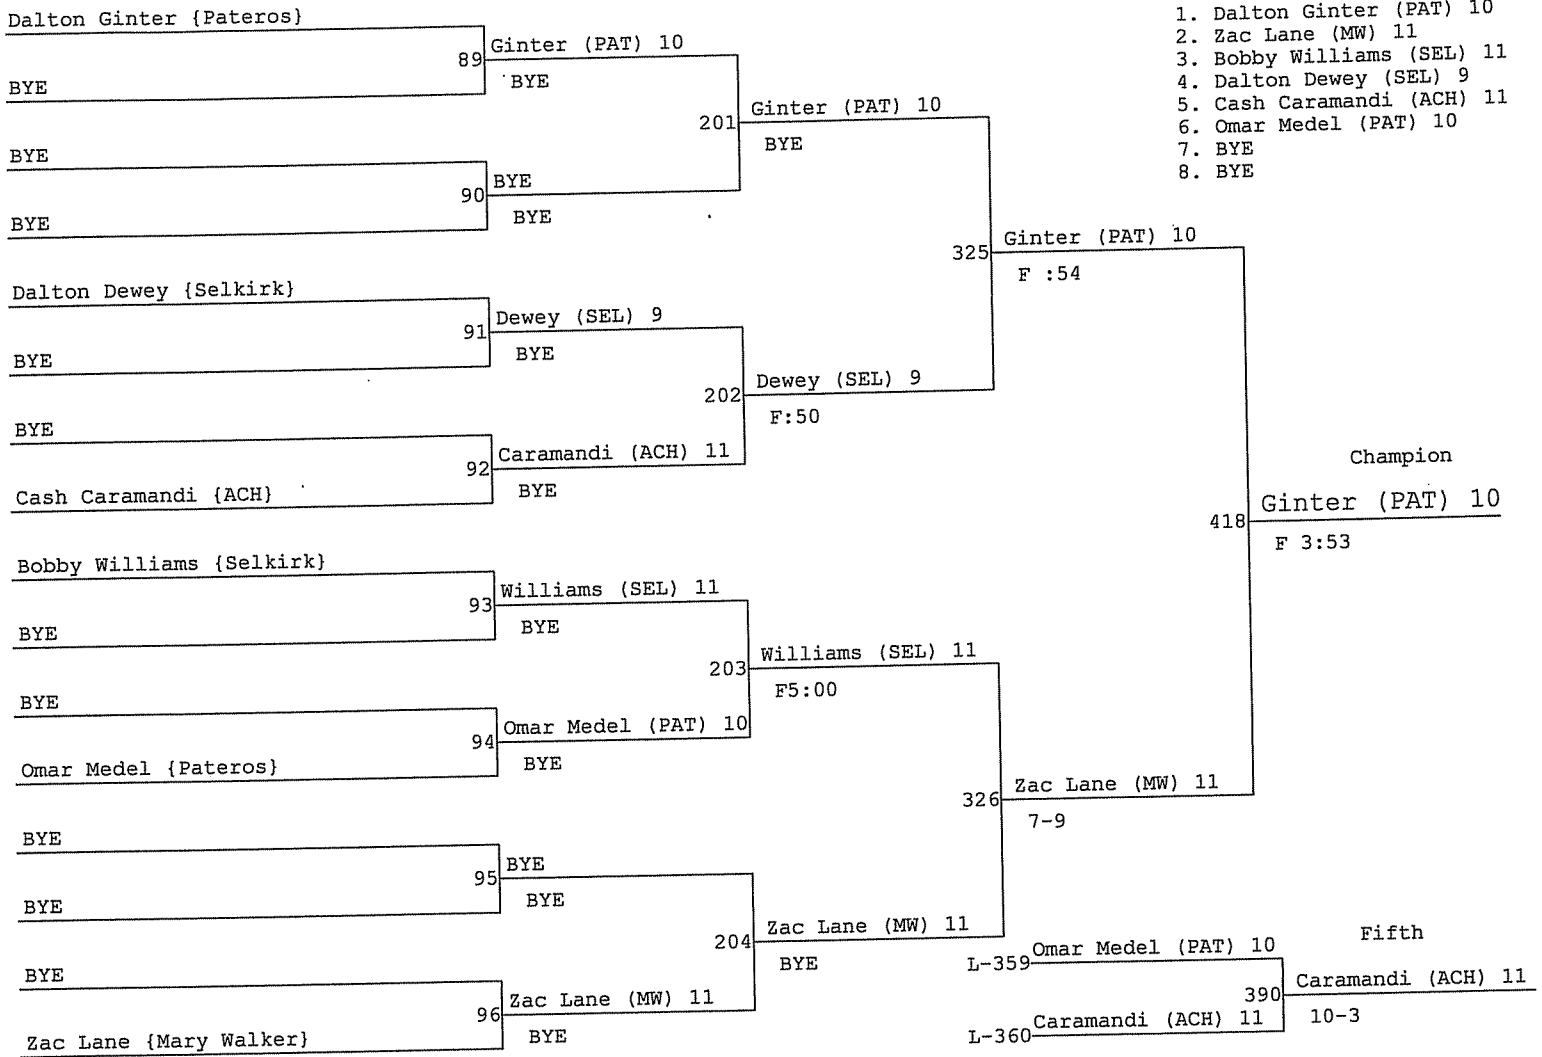 Dalton Ginter {Pateros}
89
Ginter (PAT) 10
BYE
BYE
201
Ginter (PAT) 10
BYE
BYE
90
BYE
BYE
BYE
325
Ginter (PAT) 10
F :54
Dalton Dewey {Selkirk}
91
Dewey (SEL) 9
BYE
BYE
202
Dewey (SEL) 9
F:50
BYE
92
Caramandi (ACH) 11
BYE
Cash Caramandi {ACH}
Champion
418
Ginter (PAT) 10
F 3:53
Bobby Williams {Selkirk}
93
Williams (SEL) 11
BYE
BYE
203
Williams (SEL) 11
F5:00
BYE
94
Omar Medel (PAT) 10
BYE
Omar Medel {Pateros}
326
Zac Lane (MW) 11
7-9
BYE
95
BYE
BYE
BYE
204
Zac Lane (MW) 11
BYE
BYE
96
Zac Lane (MW) 11
BYE
Zac Lane {Mary Walker}
1. Dalton Ginter (PAT) 10
2. Zac Lane (MW) 11
3. Bobby Williams (SEL) 11
4. Dalton Dewey (SEL) 9
5. Cash Caramandi (ACH) 11
6. Omar Medel (PAT) 10
7. BYE
8. BYE
Fifth
L-359 Omar Medel (PAT) 10
390
Caramandi (ACH) 11
10-3
L-360 Caramandi (ACH) 11